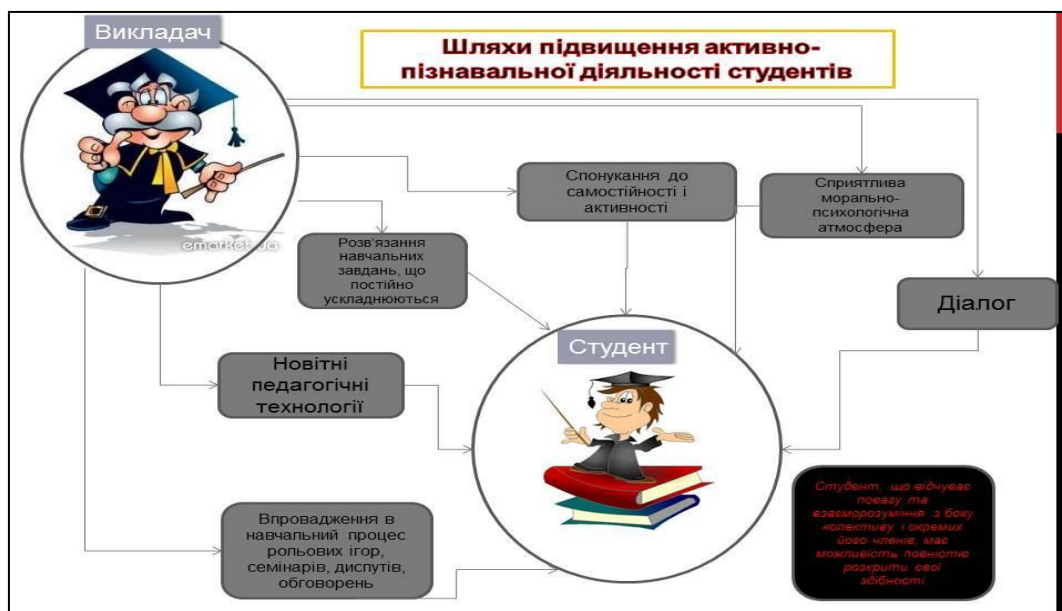 Викладач
Шляхи підвищення активно-
пізнавальної діяльності студентів
Спонукання до
самостійності і
активності
Сприятлива
морально-
психологічна
атмосфера
Розв'язання
навчальних
завдань, що
постійно
ускладнюються
Діалог
Студент
Новітні
педагогічні
технології
Впровадження в
навчальний процес
рольових ігор,
семінарів, диспутів,
обговорень
Студент, що відчуває
повагу та
взаєморозуміння з боку
колективу і окремих
його членів, має
можливість повністю
розкрити свої
здібності